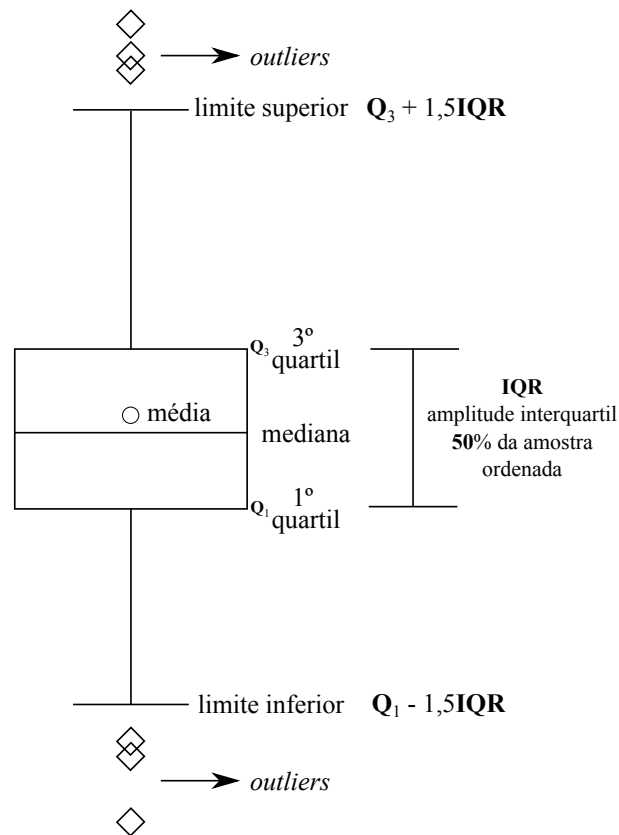 outliers
limite superior Q₃ + 1,5IQR
Q₃ 3º
quartil
média
mediana
Q₁ 1º
quartil
IQR
amplitude interquartil
50% da amostra
ordenada
limite inferior Q₁ - 1,5IQR
outliers